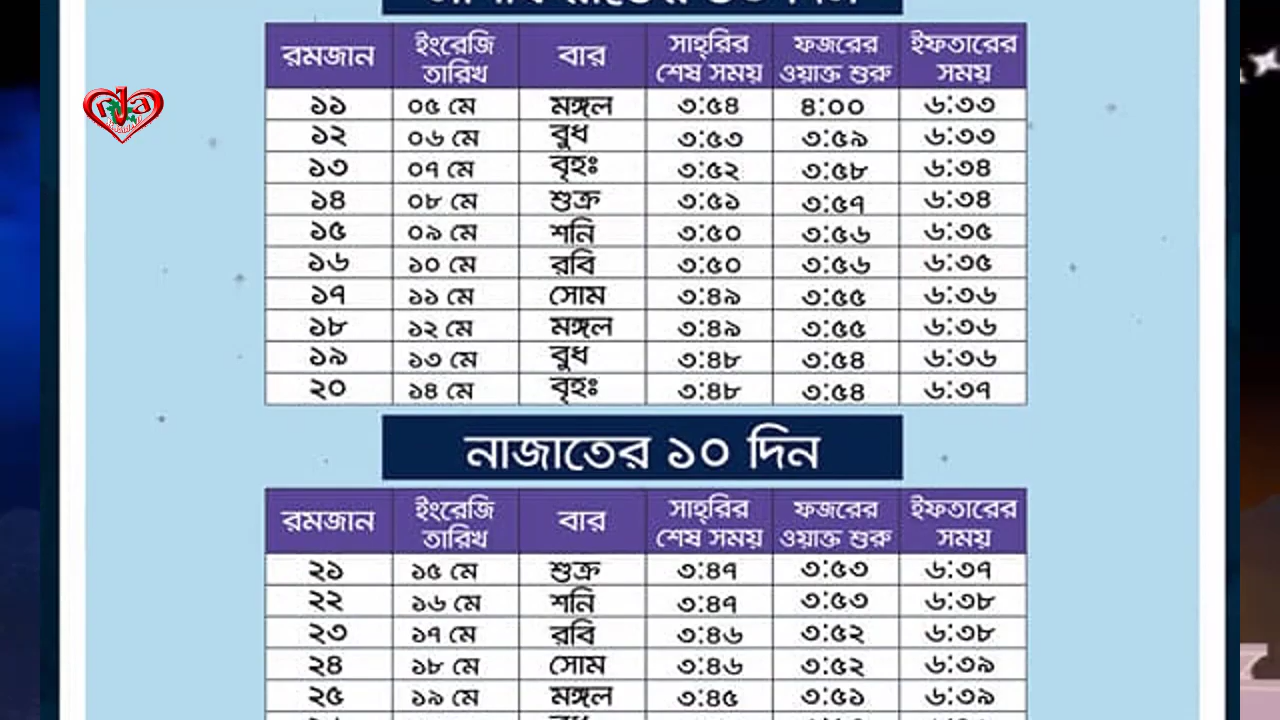 ১০ দিন
রমজান ইংরেজি তারিখ বার সাহ্‌রির শেষ সময় ফজরের ওয়াক্ত শুরু ইফতারের সময়
১১ ০৫ মে মঙ্গল ৩:৫৪ ৪:০০ ৬:৩৩
১২ ০৬ মে বুধ ৩:৫৩ ৩:৫৯ ৬:৩৩
১৩ ০৭ মে বৃহঃ ৩:৫২ ৩:৫৮ ৬:৩৪
১৪ ০৮ মে শুক্র ৩:৫১ ৩:৫৭ ৬:৩৪
১৫ ০৯ মে শনি ৩:৫০ ৩:৫৬ ৬:৩৫
১৬ ১০ মে রবি ৩:৫০ ৩:৫৬ ৬:৩৫
১৭ ১১ মে সোম ৩:৪৯ ৩:৫৫ ৬:৩৬
১৮ ১২ মে মঙ্গল ৩:৪৯ ৩:৫৫ ৬:৩৬
১৯ ১৩ মে বুধ ৩:৪৮ ৩:৫৪ ৬:৩৬
২০ ১৪ মে বৃহঃ ৩:৪৮ ৩:৫৪ ৬:৩৭
নাজাতের ১০ দিন
রমজান ইংরেজি তারিখ বার সাহ্‌রির শেষ সময় ফজরের ওয়াক্ত শুরু ইফতারের সময়
২১ ১৫ মে শুক্র ৩:৪৭ ৩:৫৩ ৬:৩৭
২২ ১৬ মে শনি ৩:৪৭ ৩:৫৩ ৬:৩৮
২৩ ১৭ মে রবি ৩:৪৬ ৩:৫২ ৬:৩৮
২৪ ১৮ মে সোম ৩:৪৬ ৩:৫২ ৬:৩৯
২৫ ১৯ মে মঙ্গল ৩:৪৫ ৩:৫১ ৬:৩৯